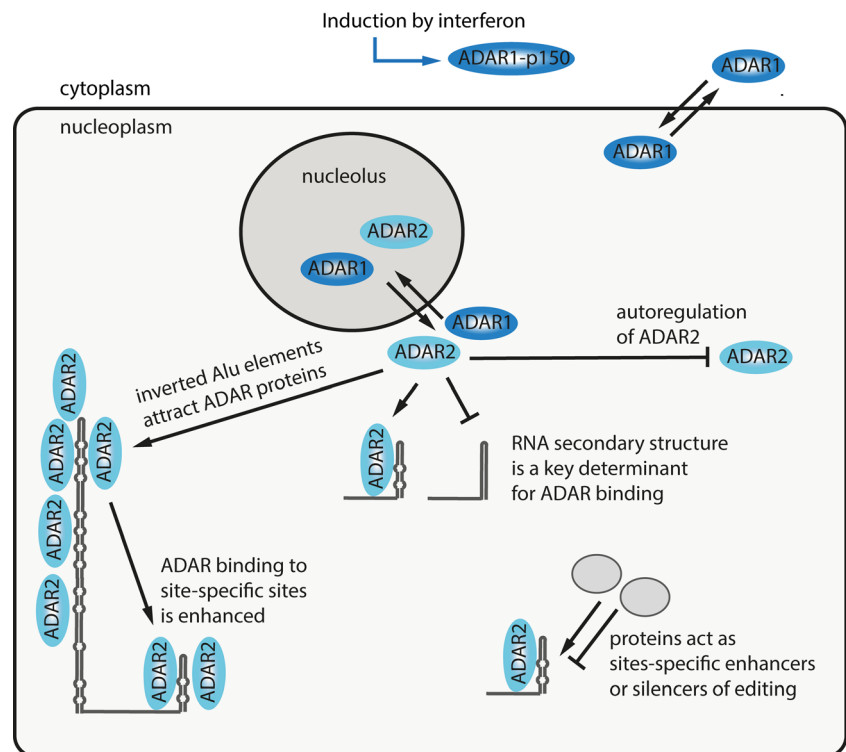 Induction by interferon
ADAR1-p150
ADAR1
cytoplasm
nucleoplasm
ADAR1
nucleolus
ADAR2
ADAR1
ADAR1
autoregulation
of ADAR2
ADAR2
ADAR2
inverted Alu elements
attract ADAR proteins
ADAR2
ADAR2
ADAR2
ADAR2
ADAR2
ADAR2
RNA secondary structure
is a key determinant
for ADAR binding
ADAR binding to
site-specific sites
is enhanced
ADAR2
ADAR2
ADAR2
proteins act as
sites-specific enhancers
or silencers of editing